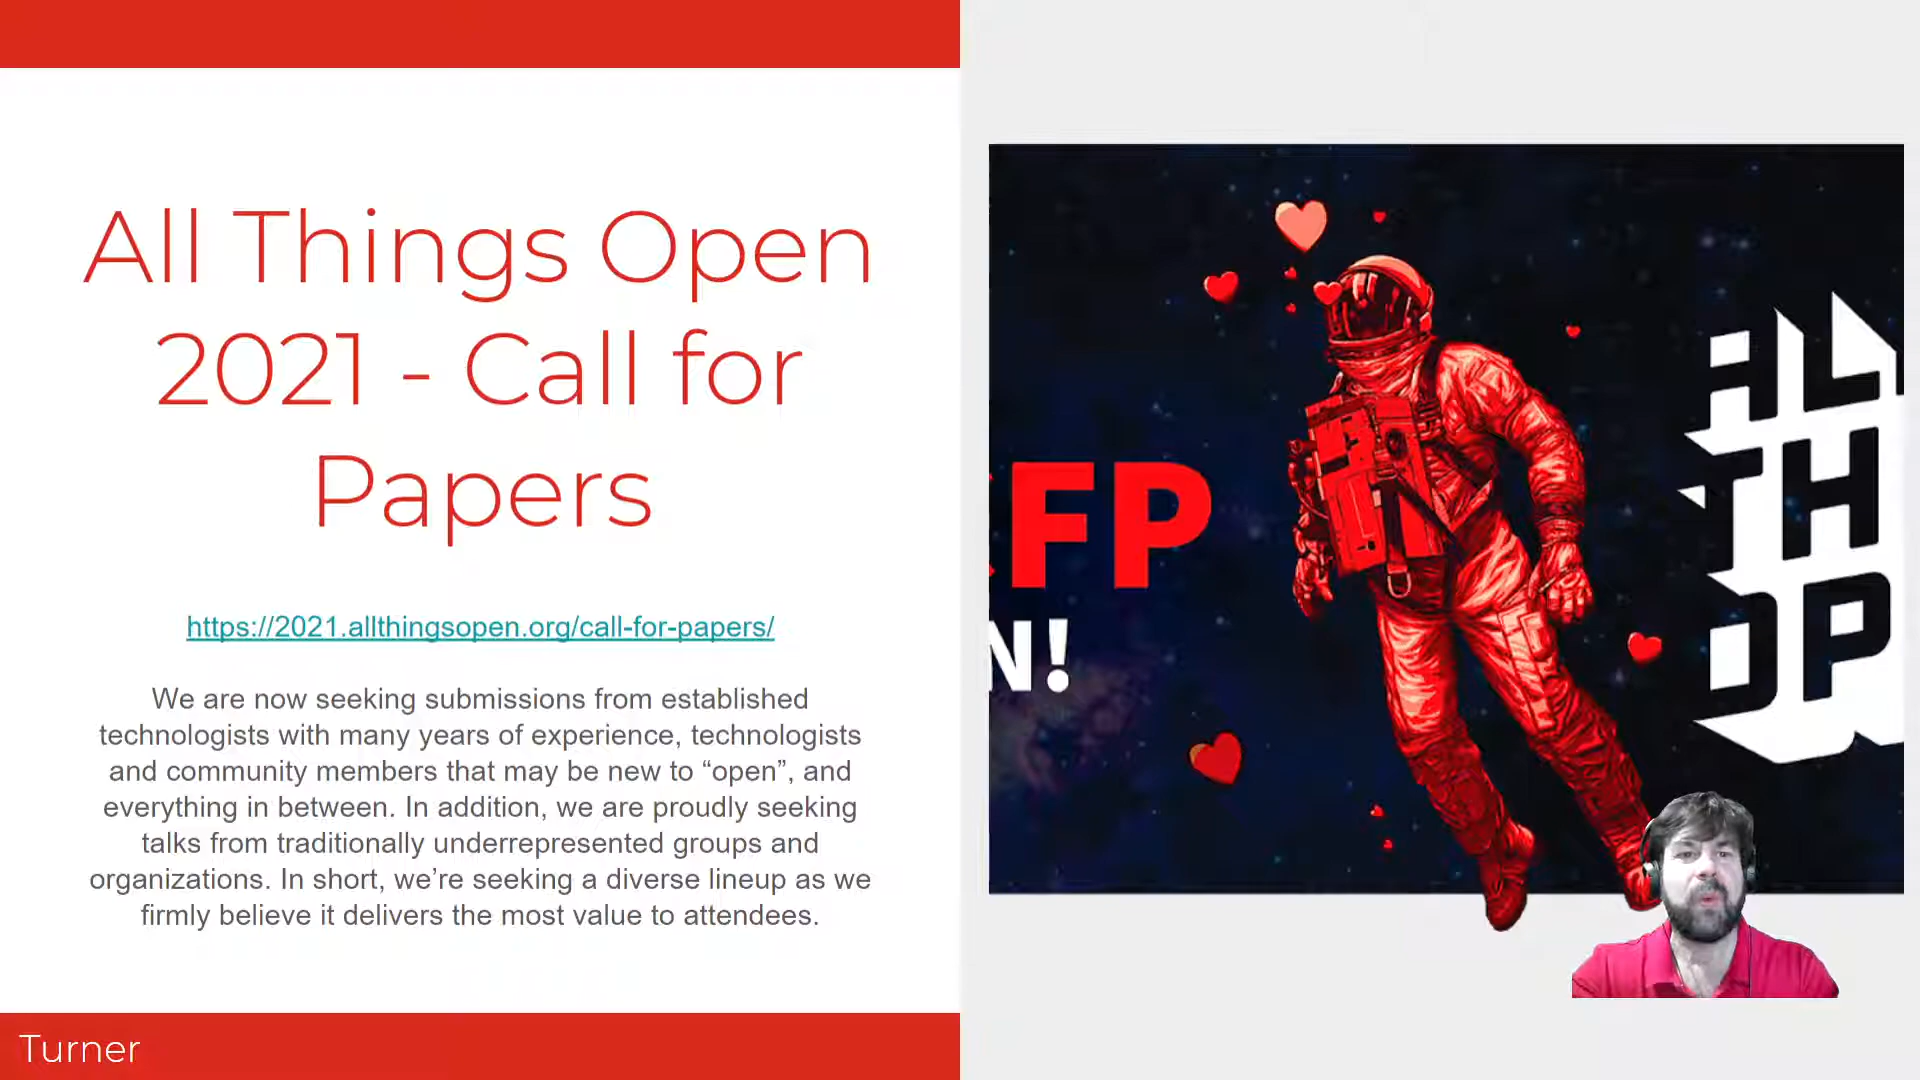 All Things Open
2021 - Call for
Papers
https://2021.allthingsopen.org/call-for-papers/
We are now seeking submissions from established
technologists with many years of experience, technologists
and community members that may be new to “open”, and
everything in between. In addition, we are proudly seeking
talks from traditionally underrepresented groups and
organizations. In short, we’re seeking a diverse lineup as we
firmly believe it delivers the most value to attendees.
Turner
FP
N!
AL
TH
OP